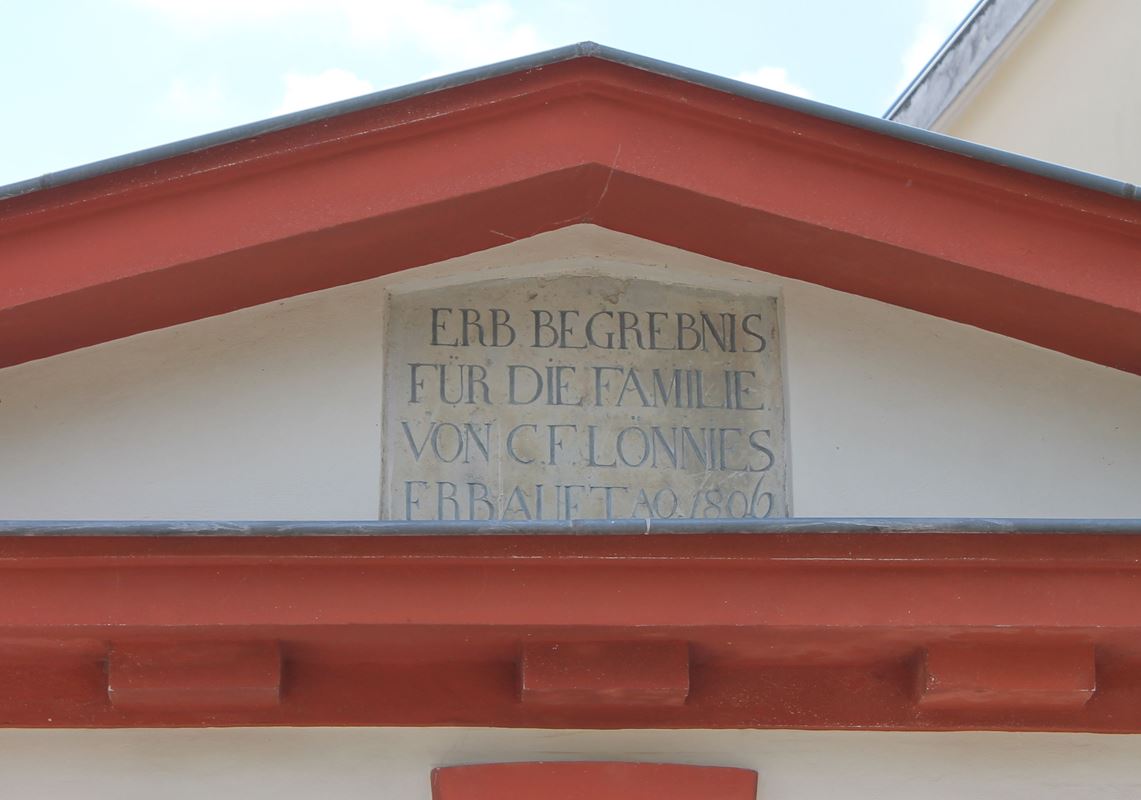 ERB BEGREBNIS
FÜR DIE FAMILIE.
VON C.F. LÖNNIES
ERBAUET AO. 1806